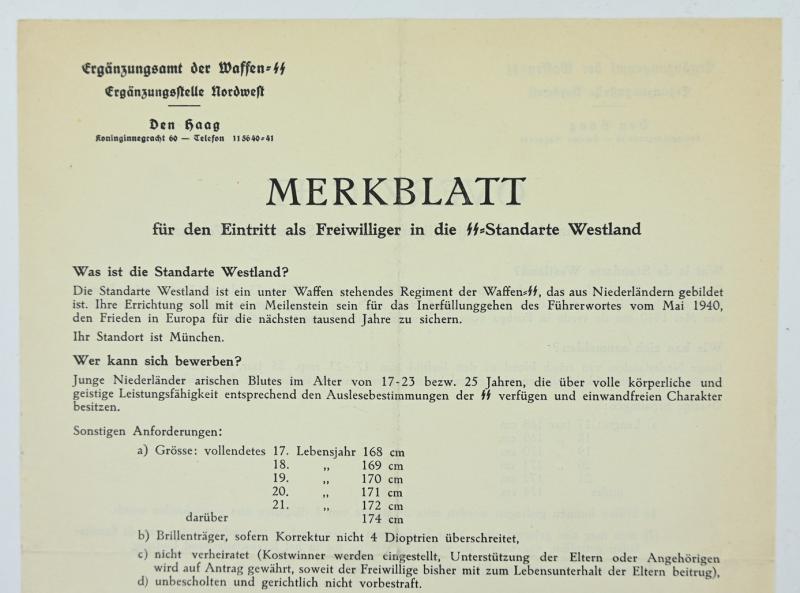 Ergänzungsamt der Waffen-SS
Ergänzungsstelle Nordwest
Den Haag
Koninginnegracht 60 — Telefon 115640-41
MERKBLATT
für den Eintritt als Freiwilliger in die SS-Standarte Westland
Was ist die Standarte Westland?
Die Standarte Westland ist ein unter Waffen stehendes Regiment der Waffen-SS, das aus Niederländern gebildet
ist. Ihre Errichtung soll mit ein Meilenstein sein für das Inerfüllunggehen des Führerwortes vom Mai 1940,
den Frieden in Europa für die nächsten tausend Jahre zu sichern.
Ihr Standort ist München.
Wer kann sich bewerben?
Junge Niederländer arischen Blutes im Alter von 17-23 bezw. 25 Jahren, die über volle körperliche und
geistige Leistungsfähigkeit entsprechend den Auslesebestimmungen der SS verfügen und einwandfreien Charakter
besitzen.
Sonstigen Anforderungen:
a) Grösse: vollendetes 17. Lebensjahr 168 cm
18. „ 169 cm
19. „ 170 cm
20. „ 171 cm
21. „ 172 cm
darüber 174 cm
b) Brillenträger, sofern Korrektur nicht 4 Dioptrien überschreitet,
c) nicht verheiratet (Kostwinner werden eingestellt, Unterstützung der Eltern oder Angehörigen
wird auf Antrag gewährt, soweit der Freiwillige bisher mit zum Lebensunterhalt der Eltern beitrug),
d) unbescholten und gerichtlich nicht vorbestraft.